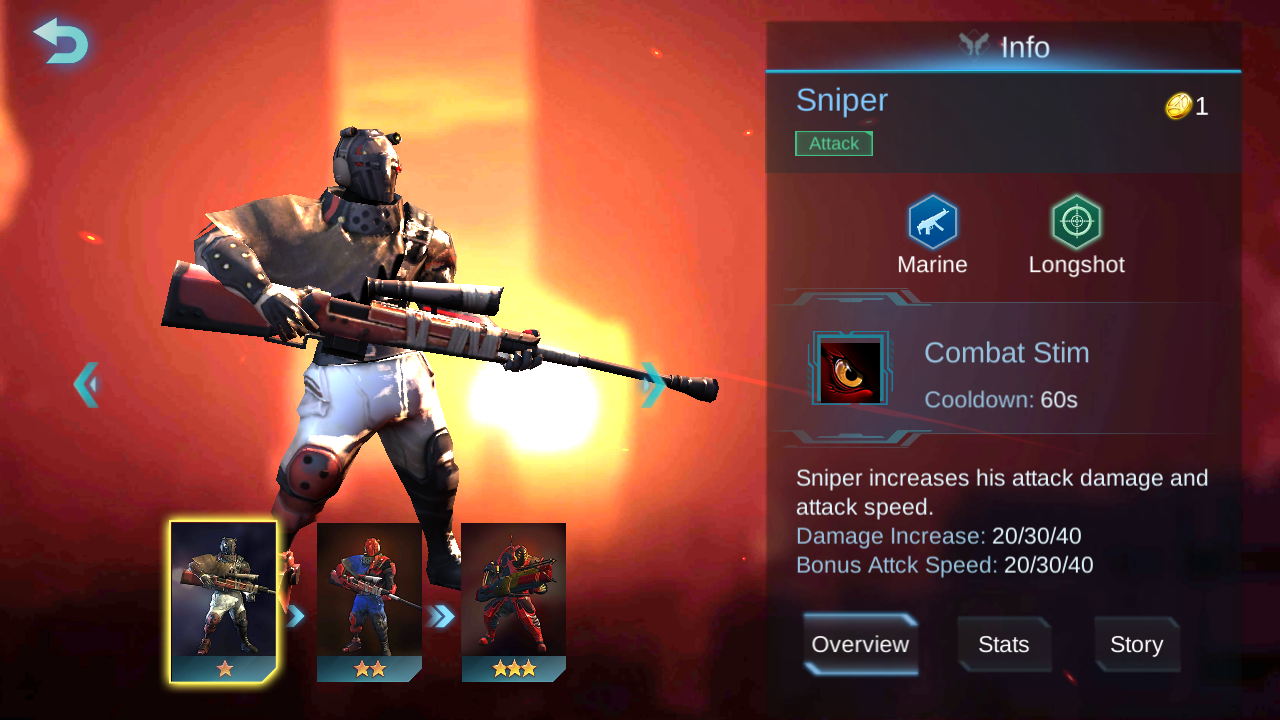 Info
Sniper
1
Attack
Marine
Longshot
Combat Stim
Cooldown: 60s
Sniper increases his attack damage and
attack speed.
Damage Increase: 20/30/40
Bonus Attck Speed: 20/30/40
Overview
Stats
Story